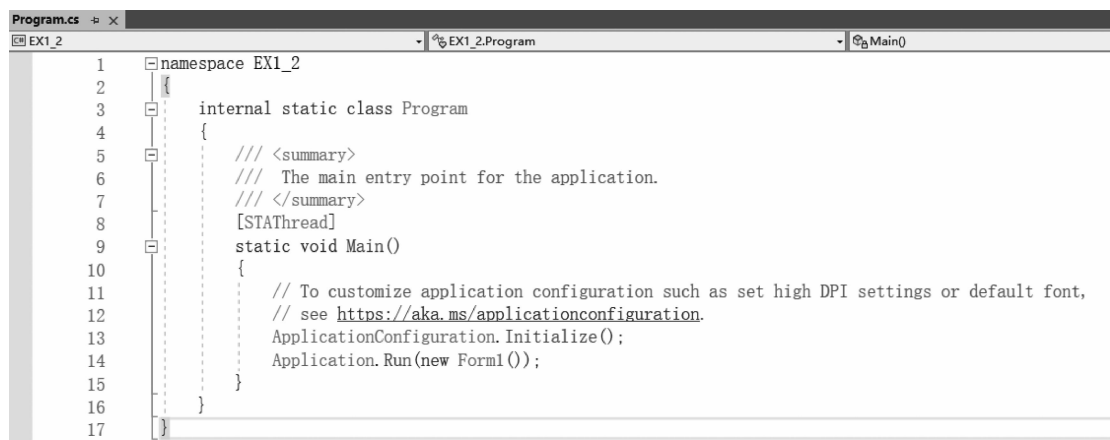 Program.cs
C# EX1_2 EX1_2.Program Main()
1 namespace EX1_2
2 {
3     internal static class Program
4     {
5         /// <summary>
6         ///  The main entry point for the application.
7         /// </summary>
8         [STAThread]
9         static void Main()
10         {
11             // To customize application configuration such as set high DPI settings or default font,
12             // see https://aka.ms/applicationconfiguration.
13             ApplicationConfiguration.Initialize();
14             Application.Run(new Form1());
15         }
16     }
17 }